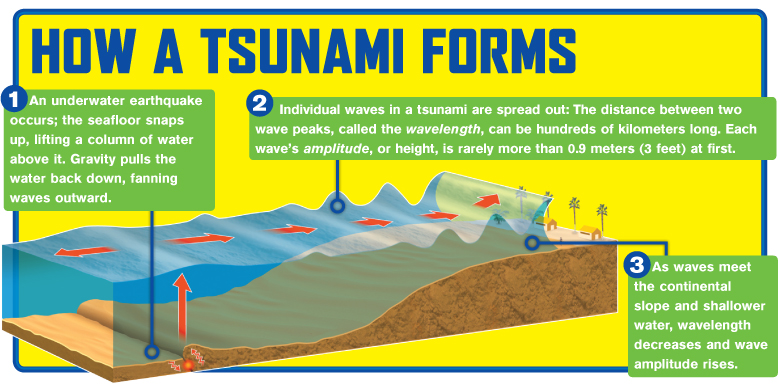 HOW A TSUNAMI FORMS
1 An underwater earthquake
occurs; the seafloor snaps
up, lifting a column of water
above it. Gravity pulls the
water back down, fanning
waves outward.
2 Individual waves in a tsunami are spread out: The distance between two
wave peaks, called the wavelength, can be hundreds of kilometers long. Each
wave's amplitude, or height, is rarely more than 0.9 meters (3 feet) at first.
3 As waves meet
the continental
slope and shallower
water, wavelength
decreases and wave
amplitude rises.